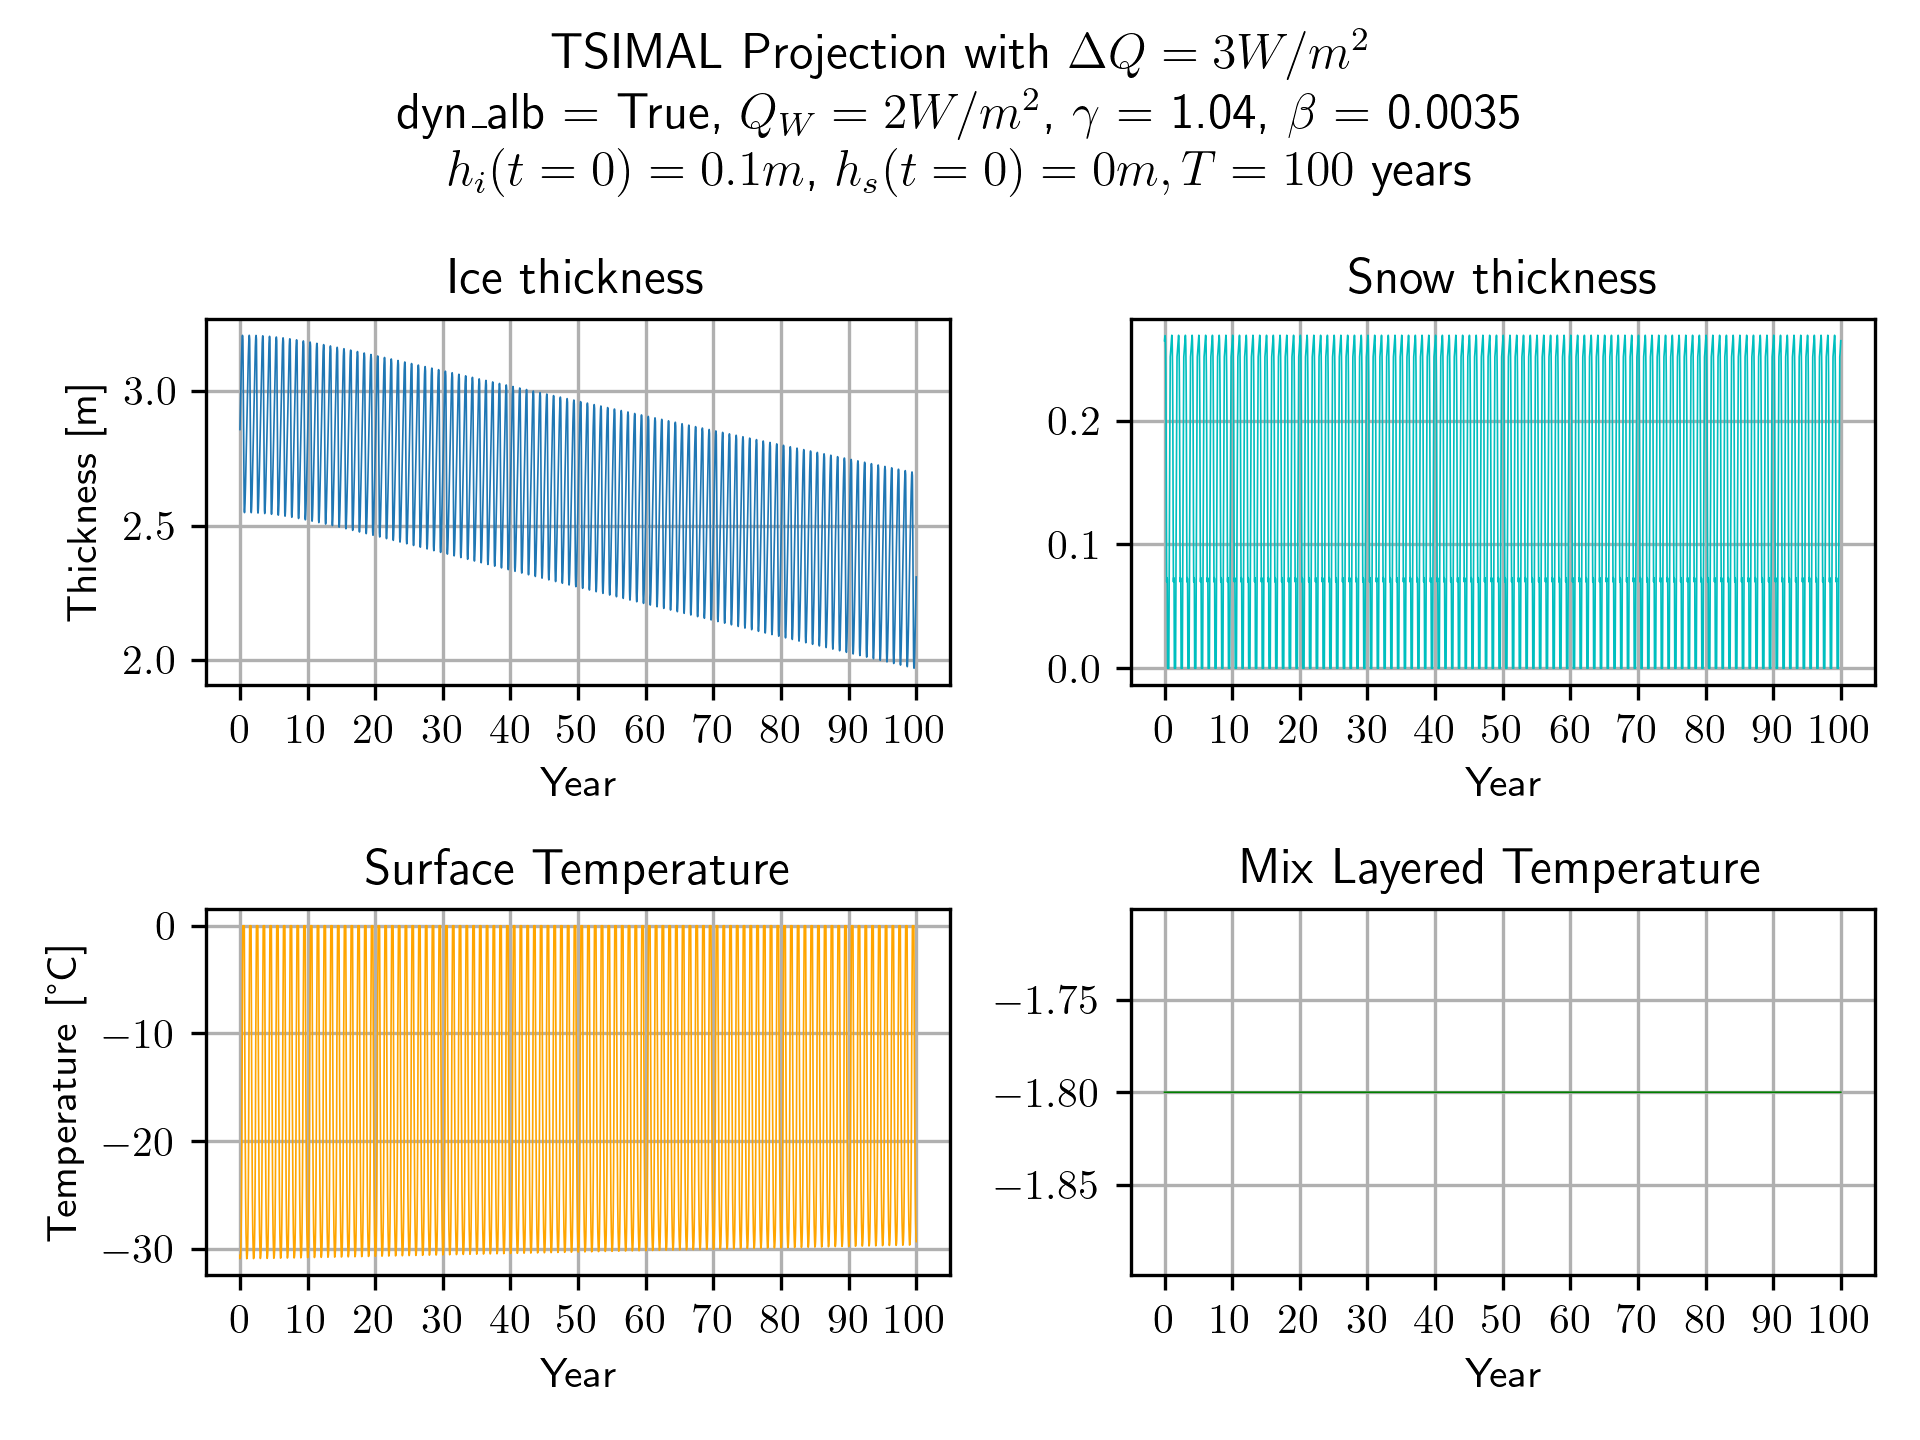 TSIMAL Projection with ΔQ = 3W/m²
dyn_alb = True, Q_W = 2W/m², γ = 1.04, β = 0.0035
h_i(t = 0) = 0.1m, h_s(t = 0) = 0m, T = 100 years
Ice thickness
Thickness [m]
3.0
2.5
2.0
0 10 20 30 40 50 60 70 80 90 100
Year
Snow thickness
0.2
0.1
0.0
0 10 20 30 40 50 60 70 80 90 100
Year
Surface Temperature
Temperature [°C]
0
−10
−20
−30
0 10 20 30 40 50 60 70 80 90 100
Year
Mix Layered Temperature
−1.75
−1.80
−1.85
0 10 20 30 40 50 60 70 80 90 100
Year